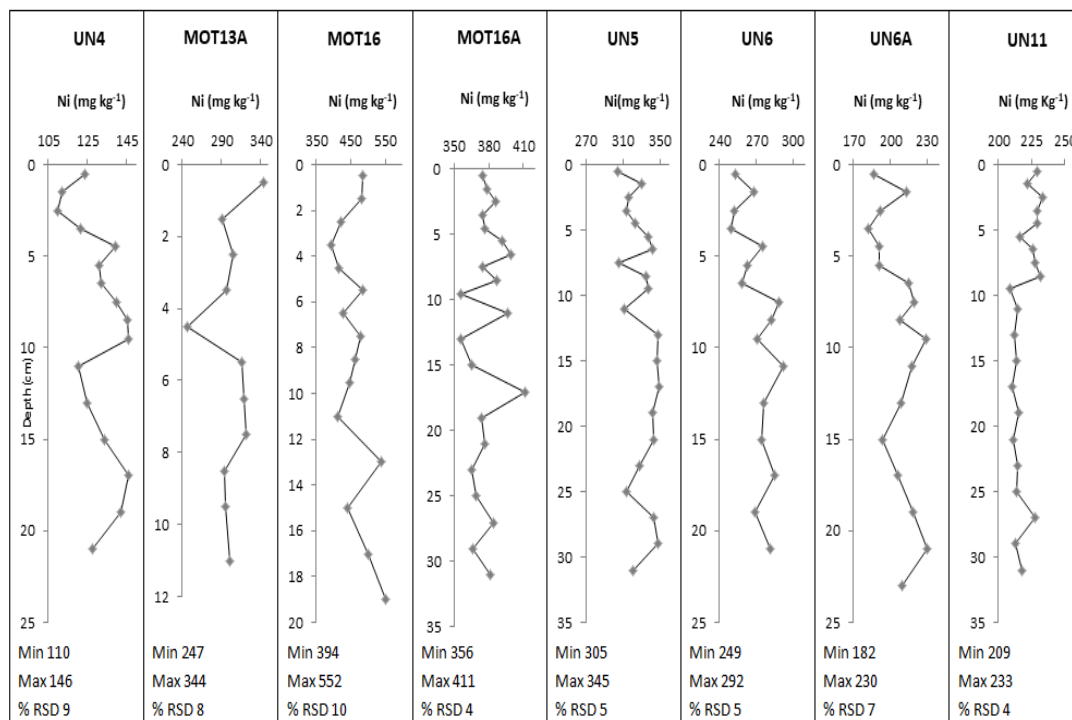 UN4 MOT13A MOT16 MOT16A UN5 UN6 UN6A UN11
Ni (mg kg-1) Ni (mg kg-1) Ni (mg kg-1) Ni (mg kg-1) Ni(mg kg-1) Ni (mg kg-1) Ni (mg kg-1) Ni (mg Kg-1)
105 125 145 240 290 340 350 450 550 360 380 410 270 310 350 240 270 300 170 200 230 200 225 250
0 0 0 0 0 0 0 0
5 2 2 5 5 5 5 5
10 4 4 10 10 10 10 10
15 6 6 15 15 15 15 15
20 8 8 20 20 20 20 20
25 10 10 25 25 25 25 25
12 12 30 30 30
14 35 35 35
16
18
20
Depth (cm)
Min 110 Min 247 Min 394 Min 356 Min 305 Min 249 Min 182 Min 209
Max 146 Max 344 Max 552 Max 411 Max 345 Max 292 Max 230 Max 233
% RSD 9 % RSD 8 % RSD 10 % RSD 4 % RSD 5 % RSD 5 % RSD 7 % RSD 4